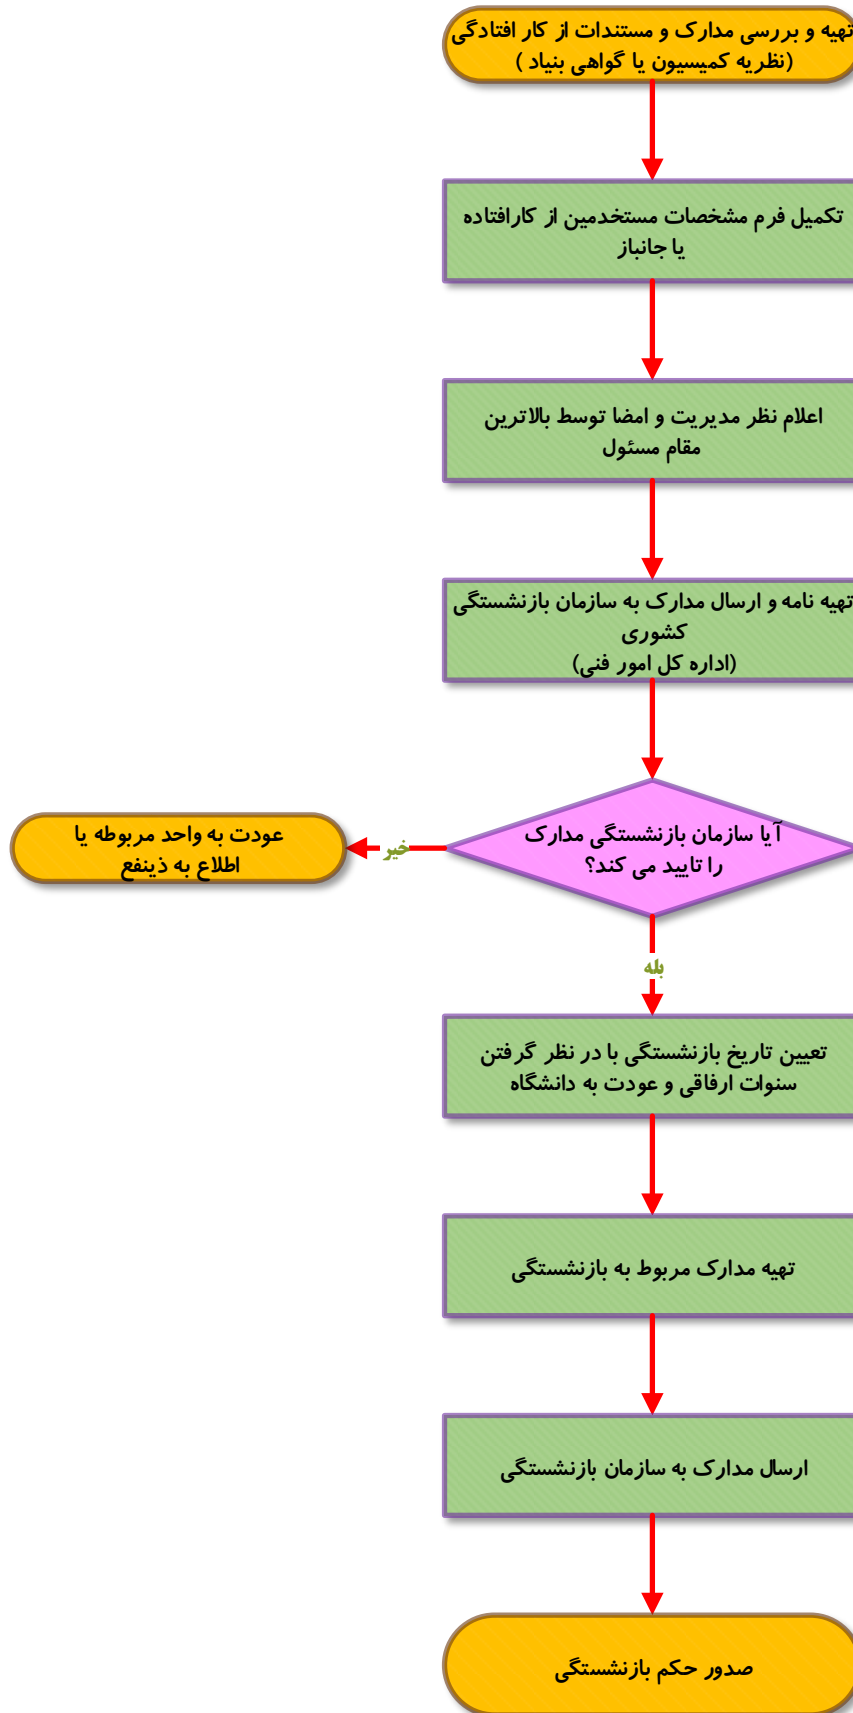 تهیه و بررسی مدارک و مستندات از کار افتادگی
(نظریه کمیسیون یا گواهی بنیاد )
تکمیل فرم مشخصات مستخدمین از کارافتاده
یا جانباز
اعلام نظر مدیریت و امضا توسط بالاترین
مقام مسئول
تهیه نامه و ارسال مدارک به سازمان بازنشستگی
کشوری
(اداره کل امور فنی)
آیا سازمان بازنشستگی مدارک
را تایید می کند؟
خیر
عودت به واحد مربوطه یا
اطلاع به ذینفع
بله
تعیین تاریخ بازنشستگی با در نظر گرفتن
سنوات ارفاقی و عودت به دانشگاه
تهیه مدارک مربوط به بازنشستگی
ارسال مدارک به سازمان بازنشستگی
صدور حکم بازنشستگی